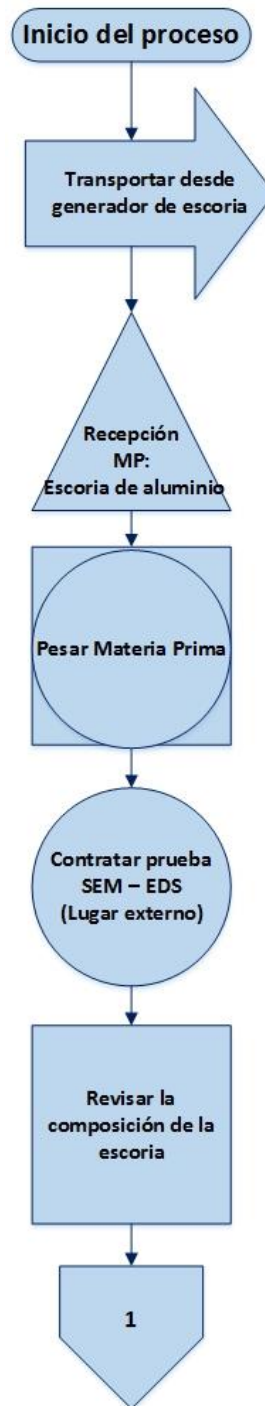 Inicio del proceso
Transportar desde
generador de escoria
Recepción
MP:
Escoria de aluminio
Pesar Materia Prima
Contratar prueba
SEM – EDS
(Lugar externo)
Revisar la
composición de la
escoria
1